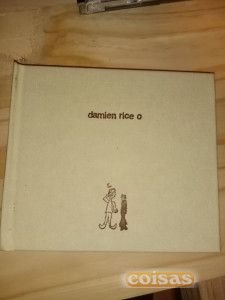 damien rice o
coisas